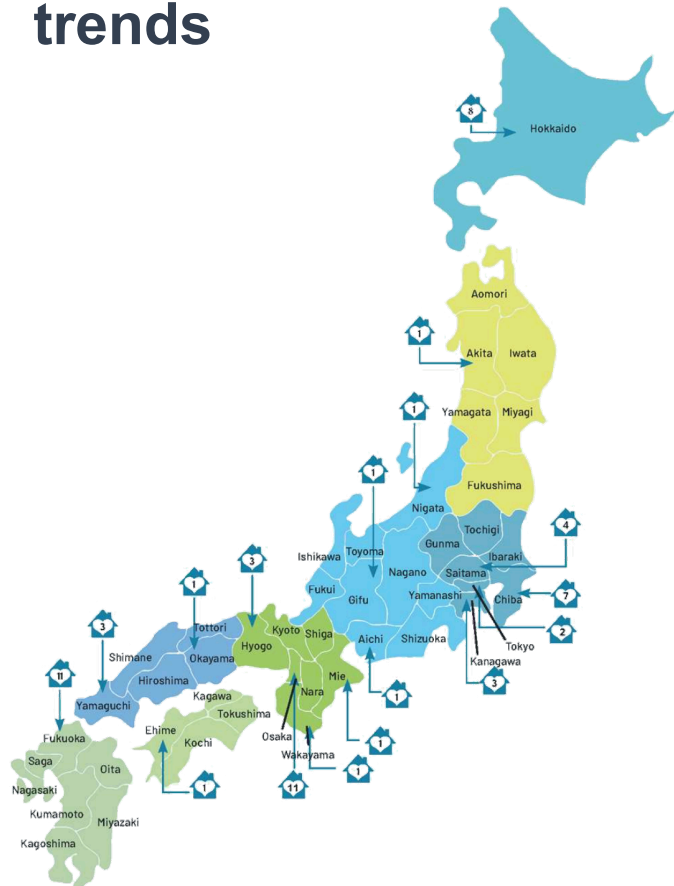 trends
8
Hokkaido
Aomori
1
Akita
Iwata
1
Yamagata
Miyagi
1
Fukushima
Nigata
4
Tochigi
Gunma
3
Ishikawa
Toyoma
Ibaraki
1
Nagano
Saitama
Fukui
Gifu
Yamanashi
Chiba
7
3
Tottori
Kyoto
Shiga
2
Hyogo
Aichi
Shizuoka
Tokyo
Shimane
Okayama
Kanagawa
11
Hiroshima
Mie
3
Nara
1
Yamaguchi
Kagawa
Tokushima
Ehime
Osaka
1
Fukuoka
Kochi
Wakayama
Saga
Oita
1
Nagasaki
1
11
Kumamoto
Miyazaki
Kagoshima